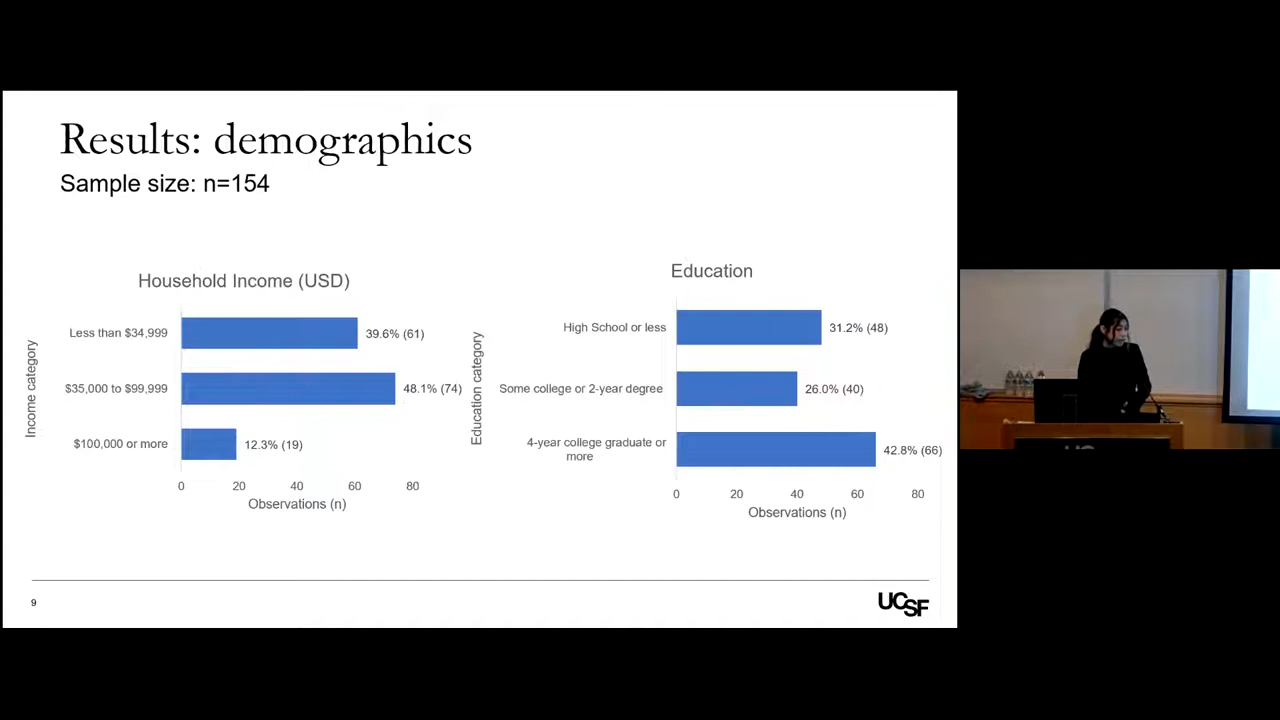 Results: demographics
Sample size: n=154
Household Income (USD)
Income category
Less than $34,999
39.6% (61)
$35,000 to $99,999
48.1% (74)
$100,000 or more
12.3% (19)
0 20 40 60 80
Observations (n)
Education
Education category
High School or less
31.2% (48)
Some college or 2-year degree
26.0% (40)
4-year college graduate or
more
42.8% (66)
0 20 40 60 80
Observations (n)
9
UCSF